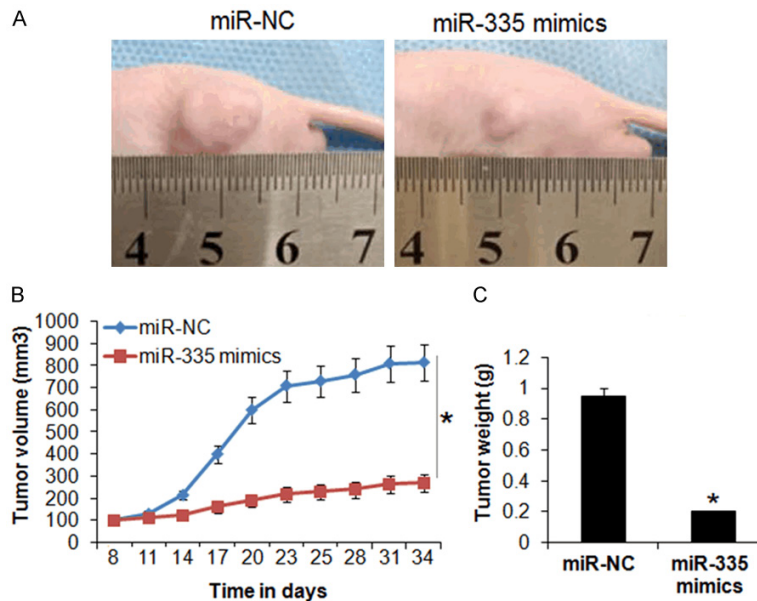 A
miR-NC
miR-335 mimics
4 5 6 7
4 5 6 7
B
Tumor volume (mm3)
1000
900
800
700
600
500
400
300
200
100
miR-NC
miR-335 mimics
*
8 11 14 17 20 23 25 28 31 34
Time in days
C
Tumor weight (g)
1.2
1
0.8
0.6
0.4
0.2
0
*
miR-NC
miR-335
mimics